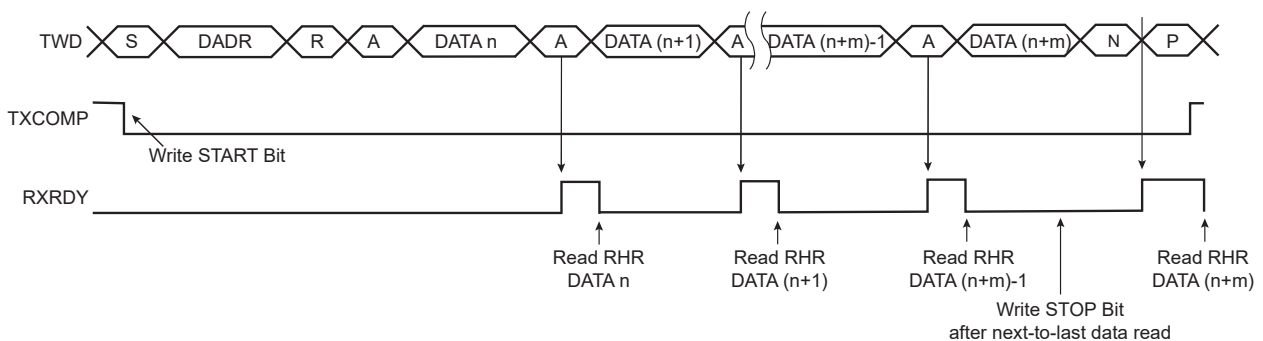 TWD S DADR R A DATA n A DATA (n+1) A DATA (n+m)-1 A DATA (n+m) N P
TXCOMP
Write START Bit
RXRDY
Read RHR
DATA n
Read RHR
DATA (n+1)
Read RHR
DATA (n+m)-1
Read RHR
DATA (n+m)
Write STOP Bit
after next-to-last data read